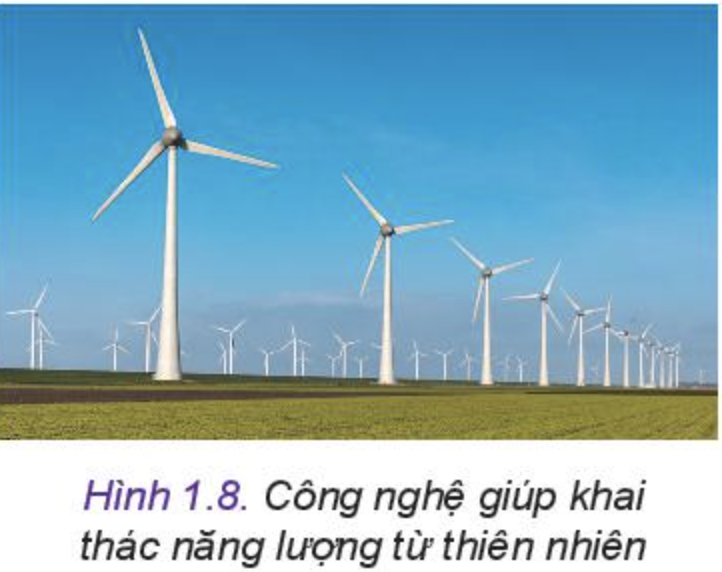 Hình 1.8. Công nghệ giúp khai
thác năng lượng từ thiên nhiên